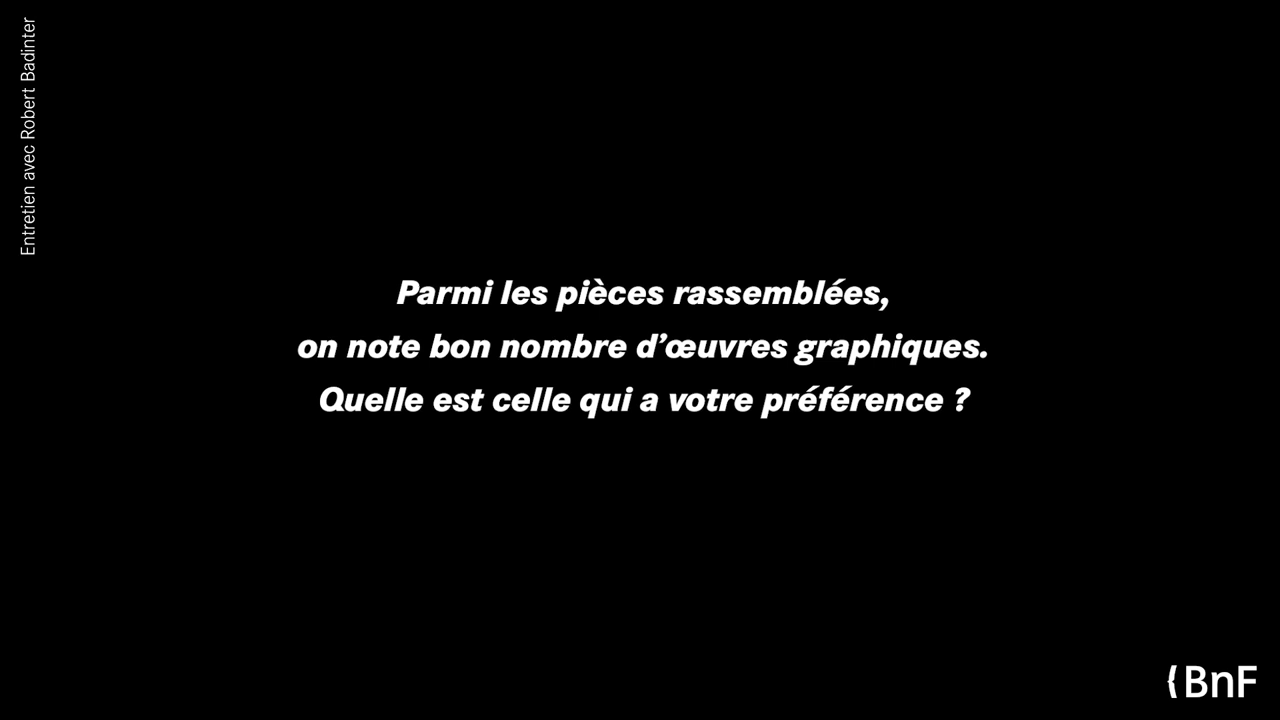 Entretien avec Robert Badinter
Parmi les pièces rassemblées,
on note bon nombre d’œuvres graphiques.
Quelle est celle qui a votre préférence ?
{BnF